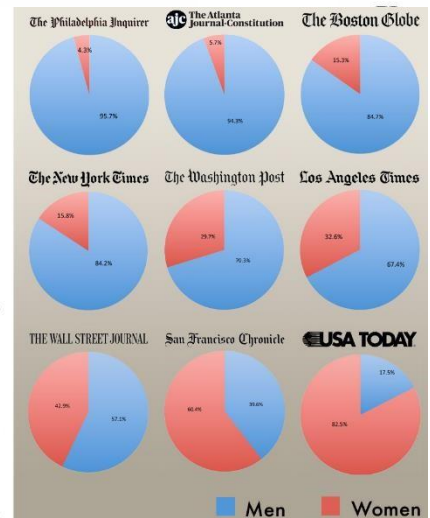 The Philadelphia Inquirer
ajc The Atlanta Journal-Constitution
The Boston Globe
4.3%
95.7%
5.7%
94.3%
15.3%
84.7%
The New York Times
The Washington Post
Los Angeles Times
15.8%
84.2%
70.1%
32.6%
67.4%
THE WALL STREET JOURNAL
San Francisco Chronicle
USA TODAY
42.9%
57.1%
60.4%
39.6%
17.5%
82.5%
Men
Women